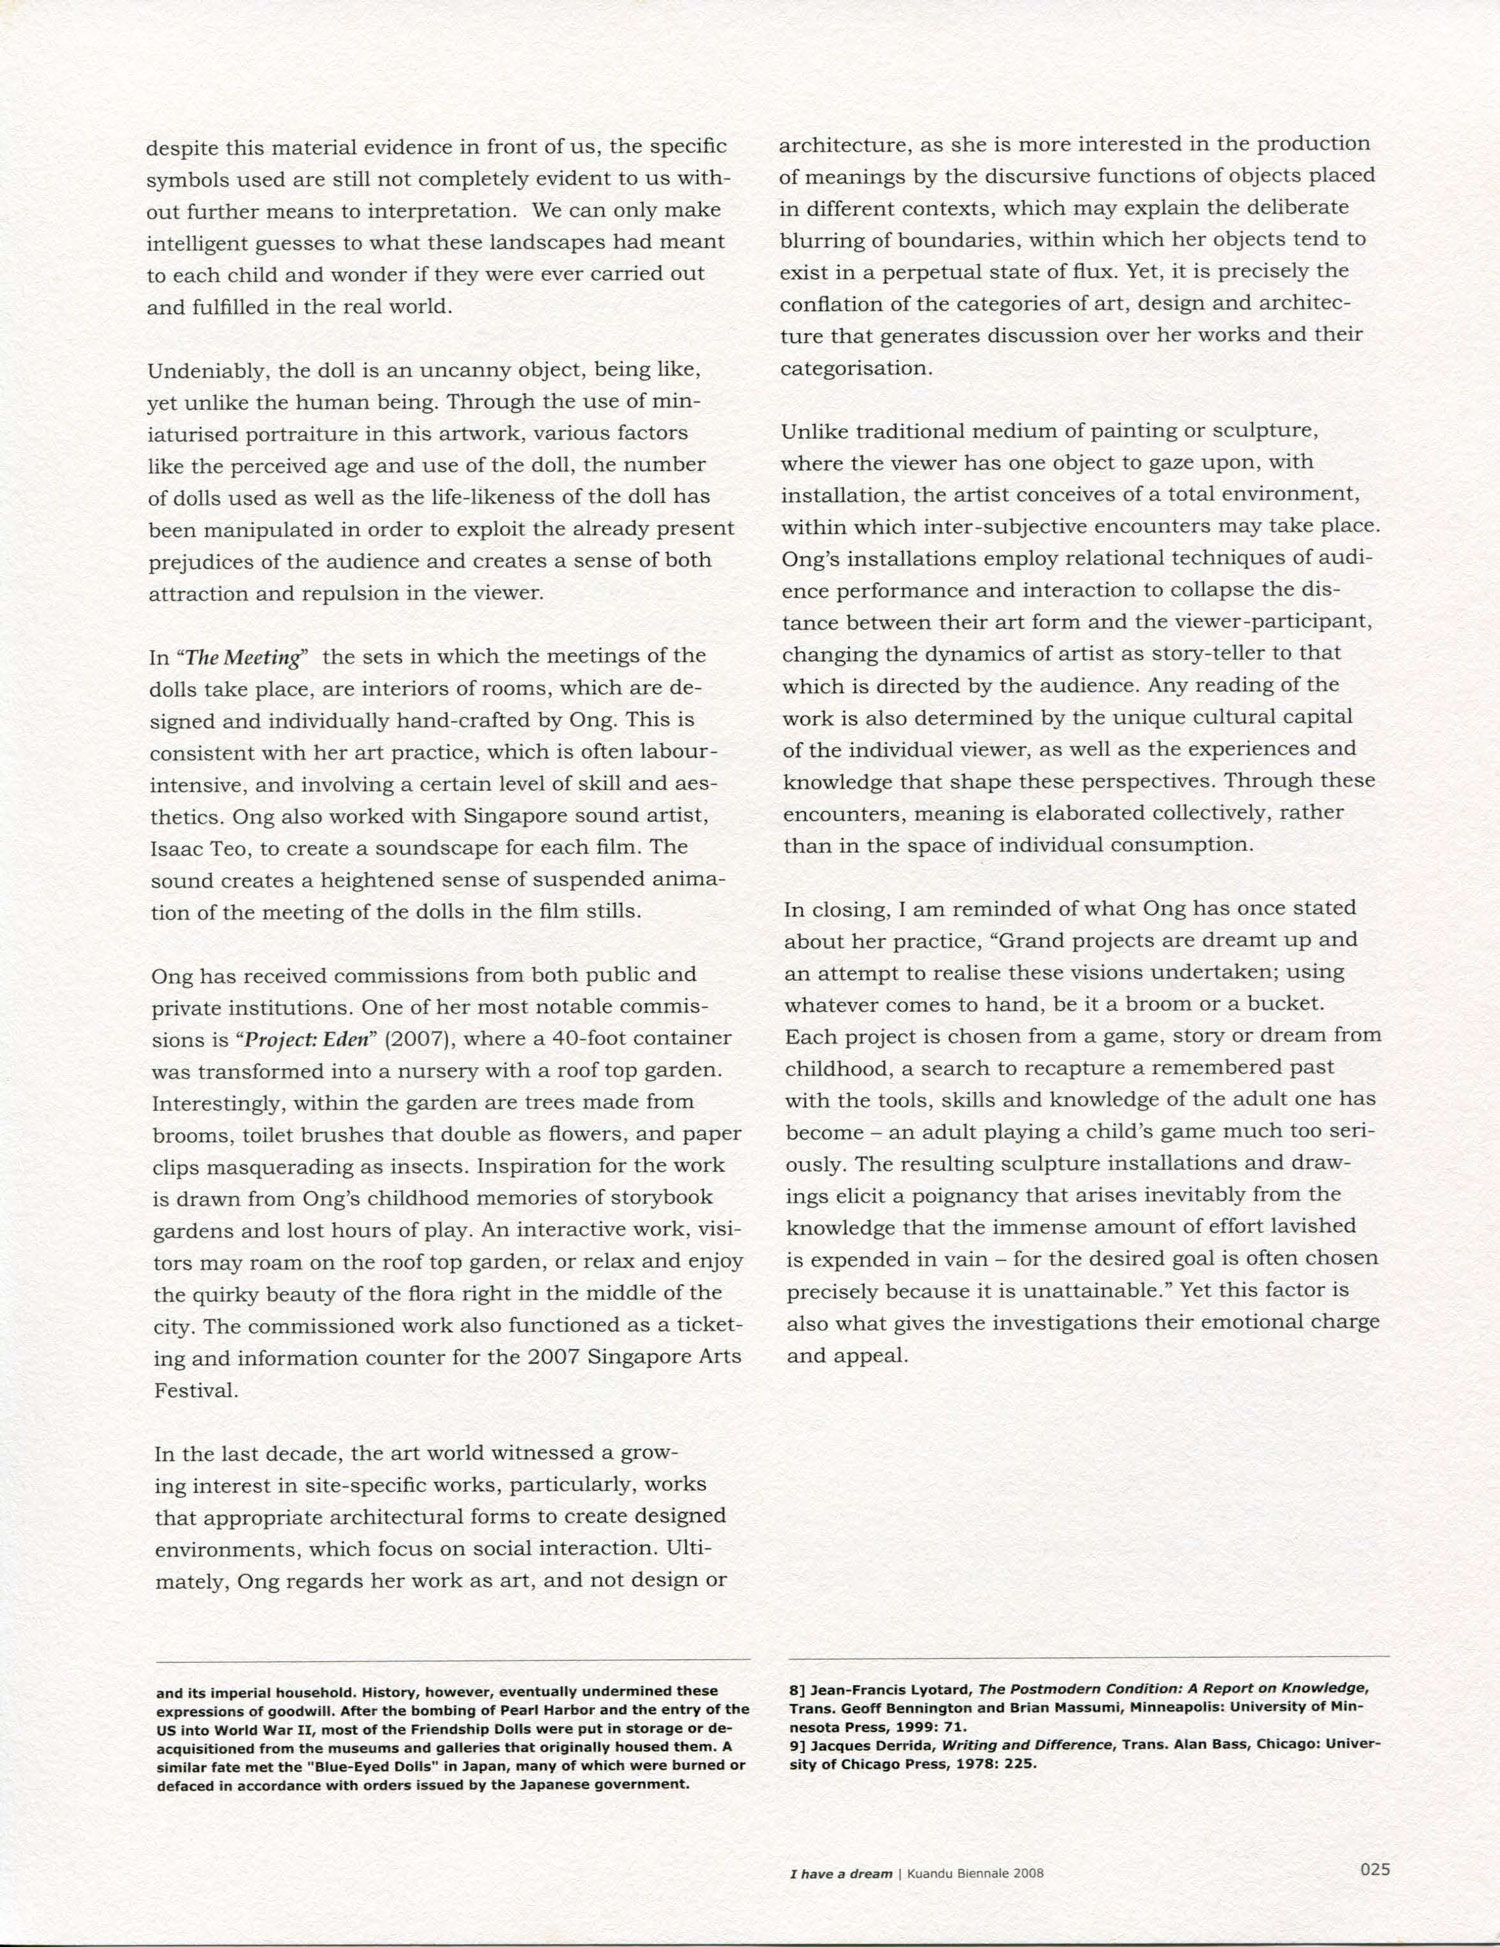 despite this material evidence in front of us, the specific
symbols used are still not completely evident to us with-
out further means to interpretation.  We can only make
intelligent guesses to what these landscapes had meant
to each child and wonder if they were ever carried out
and fulfilled in the real world.

Undeniably, the doll is an uncanny object, being like,
yet unlike the human being. Through the use of min-
iaturised portraiture in this artwork, various factors
like the perceived age and use of the doll, the number
of dolls used as well as the life-likeness of the doll has
been manipulated in order to exploit the already present
prejudices of the audience and creates a sense of both
attraction and repulsion in the viewer.

In “The Meeting”  the sets in which the meetings of the
dolls take place, are interiors of rooms, which are de-
signed and individually hand-crafted by Ong. This is
consistent with her art practice, which is often labour-
intensive, and involving a certain level of skill and aes-
thetics. Ong also worked with Singapore sound artist,
Isaac Teo, to create a soundscape for each film. The
sound creates a heightened sense of suspended anima-
tion of the meeting of the dolls in the film stills.

Ong has received commissions from both public and
private institutions. One of her most notable commis-
sions is “Project: Eden” (2007), where a 40-foot container
was transformed into a nursery with a roof top garden.
Interestingly, within the garden are trees made from
brooms, toilet brushes that double as flowers, and paper
clips masquerading as insects. Inspiration for the work
is drawn from Ong’s childhood memories of storybook
gardens and lost hours of play. An interactive work, visi-
tors may roam on the roof top garden, or relax and enjoy
the quirky beauty of the flora right in the middle of the
city. The commissioned work also functioned as a ticket-
ing and information counter for the 2007 Singapore Arts
Festival.

In the last decade, the art world witnessed a grow-
ing interest in site-specific works, particularly, works
that appropriate architectural forms to create designed
environments, which focus on social interaction. Ulti-
mately, Ong regards her work as art, and not design or
architecture, as she is more interested in the production
of meanings by the discursive functions of objects placed
in different contexts, which may explain the deliberate
blurring of boundaries, within which her objects tend to
exist in a perpetual state of flux. Yet, it is precisely the
conflation of the categories of art, design and architec-
ture that generates discussion over her works and their
categorisation.

Unlike traditional medium of painting or sculpture,
where the viewer has one object to gaze upon, with
installation, the artist conceives of a total environment,
within which inter-subjective encounters may take place.
Ong’s installations employ relational techniques of audi-
ence performance and interaction to collapse the dis-
tance between their art form and the viewer-participant,
changing the dynamics of artist as story-teller to that
which is directed by the audience. Any reading of the
work is also determined by the unique cultural capital
of the individual viewer, as well as the experiences and
knowledge that shape these perspectives. Through these
encounters, meaning is elaborated collectively, rather
than in the space of individual consumption.

In closing, I am reminded of what Ong has once stated
about her practice, “Grand projects are dreamt up and
an attempt to realise these visions undertaken; using
whatever comes to hand, be it a broom or a bucket.
Each project is chosen from a game, story or dream from
childhood, a search to recapture a remembered past
with the tools, skills and knowledge of the adult one has
become – an adult playing a child’s game much too seri-
ously. The resulting sculpture installations and draw-
ings elicit a poignancy that arises inevitably from the
knowledge that the immense amount of effort lavished
is expended in vain – for the desired goal is often chosen
precisely because it is unattainable.” Yet this factor is
also what gives the investigations their emotional charge
and appeal.

and its imperial household. History, however, eventually undermined these
expressions of goodwill. After the bombing of Pearl Harbor and the entry of the
US into World War II, most of the Friendship Dolls were put in storage or de-
acquisitioned from the museums and galleries that originally housed them. A
similar fate met the "Blue-Eyed Dolls" in Japan, many of which were burned or
defaced in accordance with orders issued by the Japanese government.

8] Jean-Francis Lyotard, The Postmodern Condition: A Report on Knowledge,
Trans. Geoff Bennington and Brian Massumi, Minneapolis: University of Min-
nesota Press, 1999: 71.
9] Jacques Derrida, Writing and Difference, Trans. Alan Bass, Chicago: Univer-
sity of Chicago Press, 1978: 225.

I have a dream | Kuandu Biennale 2008
025